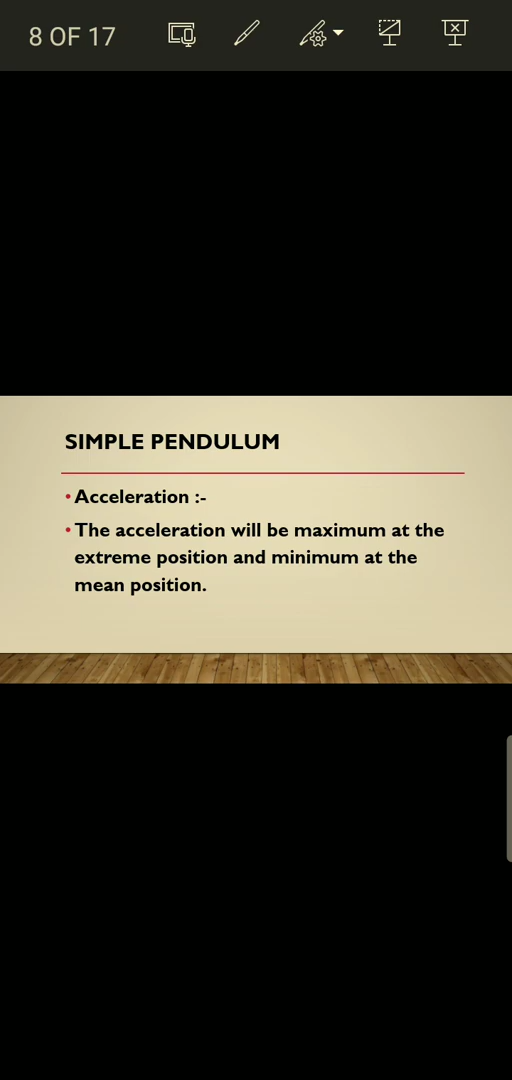 8 OF 17
SIMPLE PENDULUM
•Acceleration :-
•The acceleration will be maximum at the
extreme position and minimum at the
mean position.